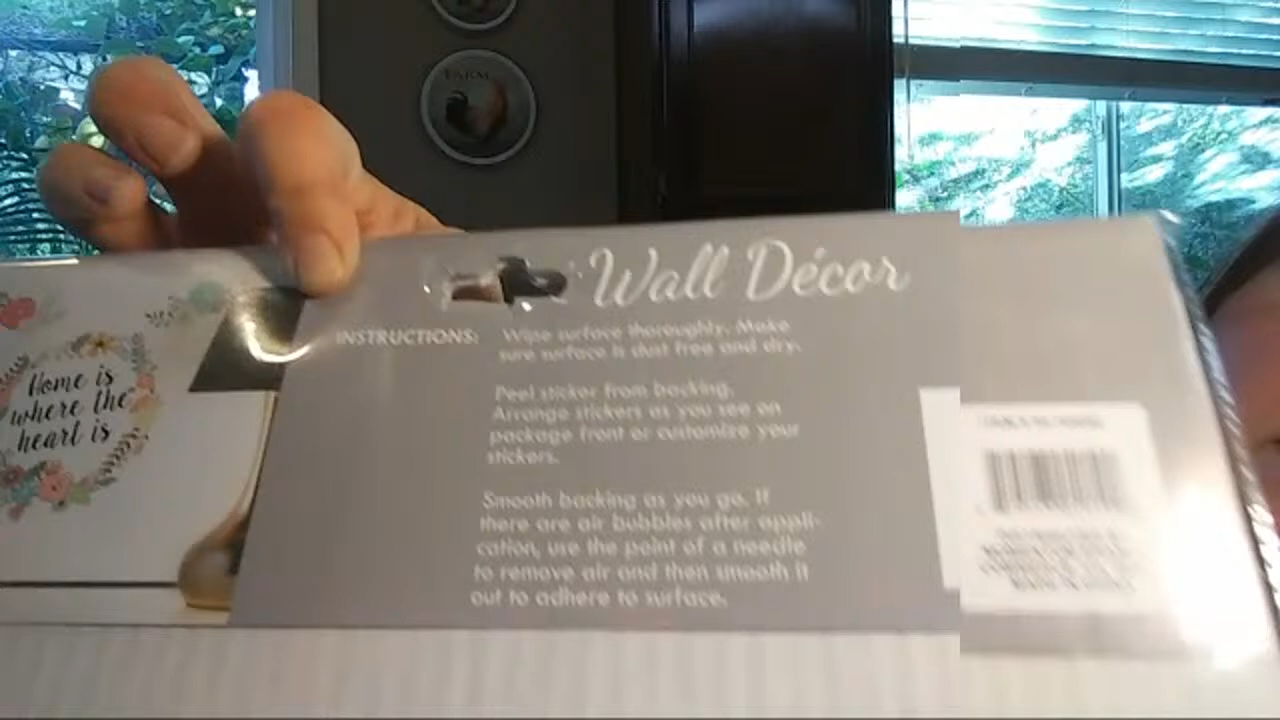 FARM
Wall Décor
INSTRUCTIONS: Wipe surface thoroughly. Make
sure surface is dust free and dry.
Peel sticker from backing.
Arrange stickers as you see on
package front or customize your
stickers.
Smooth backing as you go. If
there are air bubbles after appli-
cation, use the point of a needle
to remove air and then smooth it
out to adhere to surface.
Home is
where the
heart is